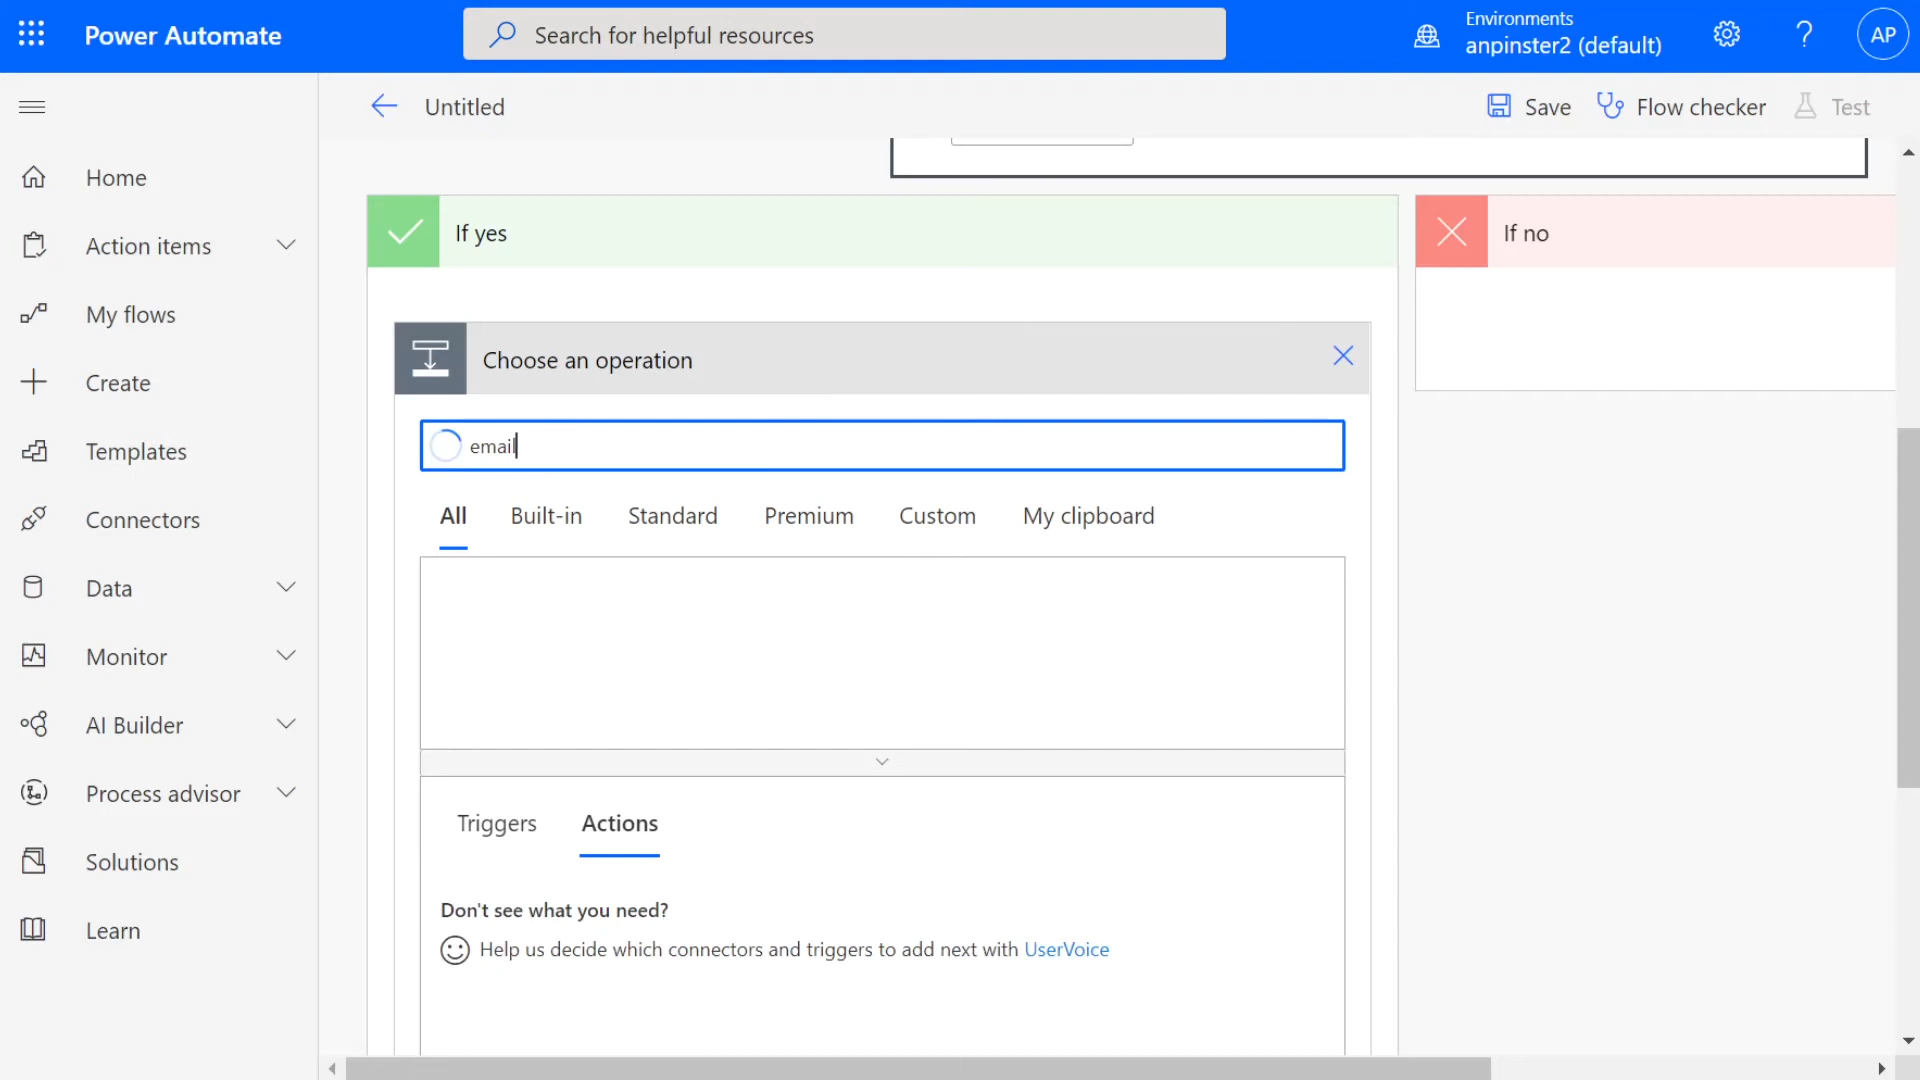 Power Automate
Search for helpful resources
Environments
anpinster2 (default)
?
AP
Untitled
Save
Flow checker
Test
Home
Action items
My flows
Create
Templates
Connectors
Data
Monitor
AI Builder
Process advisor
Solutions
Learn
If yes
If no
Choose an operation
email
All
Built-in
Standard
Premium
Custom
My clipboard
Triggers
Actions
Don't see what you need?
Help us decide which connectors and triggers to add next with UserVoice